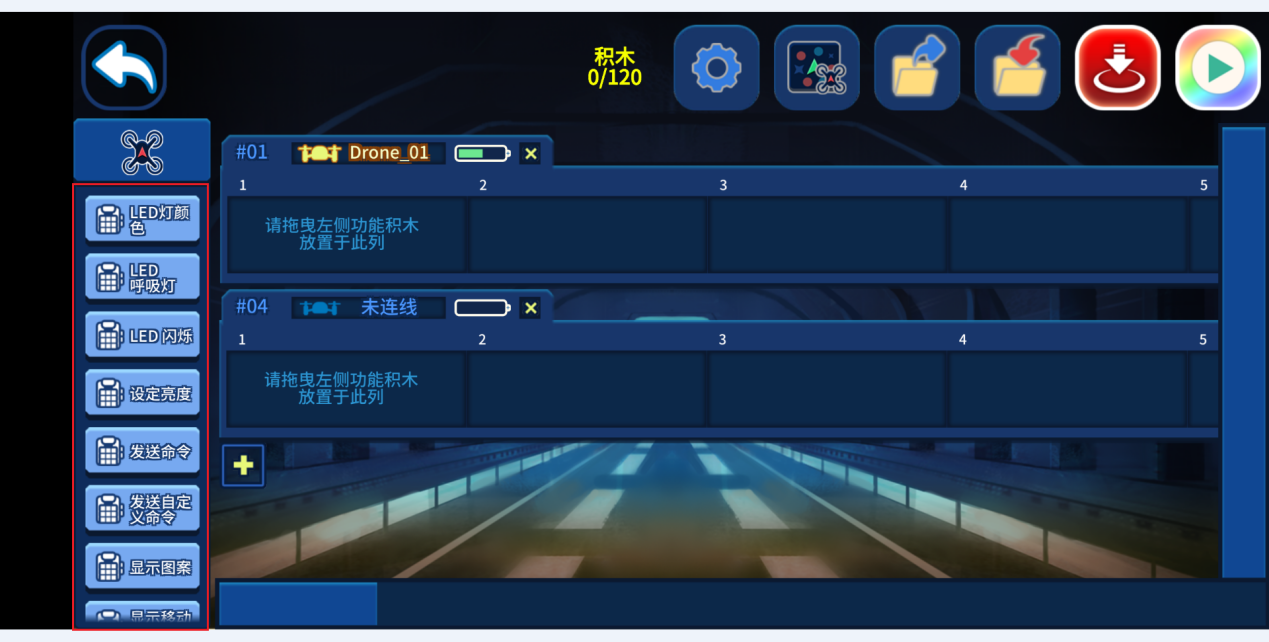 积木
0/120
#01 Drone_01
1 2 3 4 5
请拖曳左侧功能积木
放置于此列
#04 未连线
1 2 3 4 5
请拖曳左侧功能积木
放置于此列
LED灯颜
色
LED
呼吸灯
LED 闪烁
设定亮度
发送命令
发送自定
义命令
显示图案
显示移动